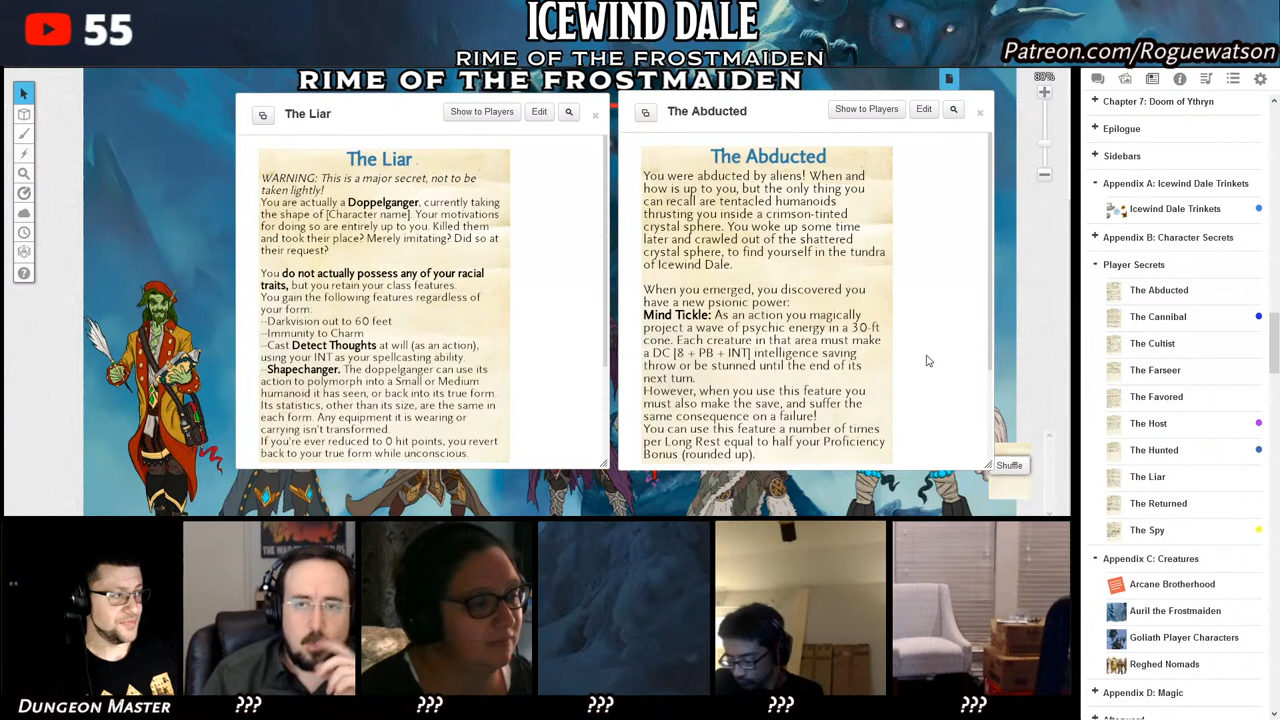 55
ICEWIND DALE
RIME OF THE FROSTMAIDEN
Patreon.com/Roguewatson
RIME OF THE FROSTMAIDEN
80%
The Liar
Show to Players
Edit
The Liar
WARNING: This is a major secret, not to be
taken lightly!
You are actually a Doppelganger, currently taking
the shape of [Character name]. Your motivations
for doing so are entirely up to you. Killed them
and took their place? Merely imitating? Did so at
their request?
You do not actually possess any of your racial
traits, but you retain your class features.
You gain the following features regardless of
your form:
--Darkvision out to 60 feet
--Immunity to Charm
--Cast Detect Thoughts at will (as an action),
using your INT as your spellcasting ability.
--Shapechanger. The doppelganger can use its
action to polymorph into a Small or Medium
humanoid it has seen, or back into its true form.
Its statistics, other than its size, are the same in
each form. Any equipment it is wearing or
carrying isn't transformed.
If you're ever reduced to 0 hit points, you revert
back to your true form while unconscious.
The Abducted
Show to Players
Edit
The Abducted
You were abducted by aliens! When and
how is up to you, but the only thing you
can recall are tentacled humanoids
thrusting you inside a crimson-tinted
crystal sphere. You woke up some time
later and crawled out of the shattered
crystal sphere, to find yourself in the tundra
of Icewind Dale.
When you emerged, you discovered you
have a new psionic power:
Mind Tickle: As an action you magically
project a wave of psychic energy in a 30-ft
cone. Each creature in that area must make
a DC [8 + PB + INT] intelligence saving
throw or be stunned until the end of its
next turn.
However, when you use this feature you
must also make the save, and suffer the
same consequence on a failure!
You can use this feature a number of times
per Long Rest equal to half your Proficiency
Bonus (rounded up).
Shuffle
Chapter 7: Doom of Ythryn
Epilogue
Sidebars
Appendix A: Icewind Dale Trinkets
Icewind Dale Trinkets
Appendix B: Character Secrets
Player Secrets
The Abducted
The Cannibal
The Cultist
The Farseer
The Favored
The Host
The Hunted
The Liar
The Returned
The Spy
Appendix C: Creatures
Arcane Brotherhood
Auril the Frostmaiden
Goliath Player Characters
Reghed Nomads
Appendix D: Magic
DUNGEON MASTER
???
???
???
???
???